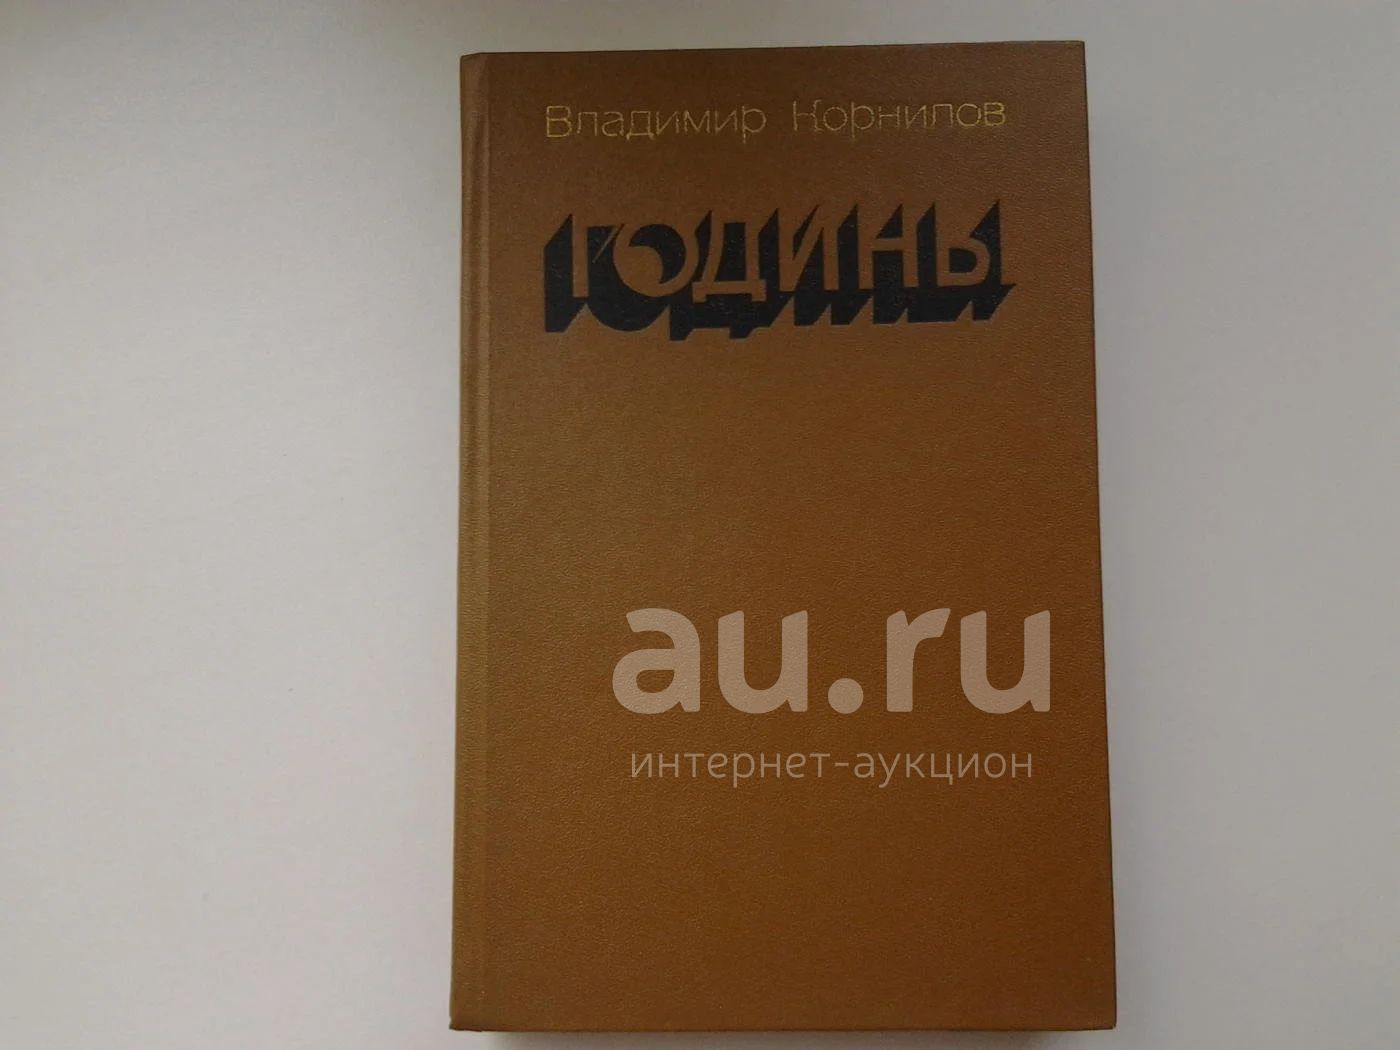 Владимир Корнилов
ГОДИНЫ
au.ru
интернет-аукцион